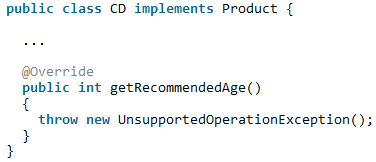 public class CD implements Product {
...
@Override
public int getRecommendedAge()
{
throw new UnsupportedOperationException();
}
}